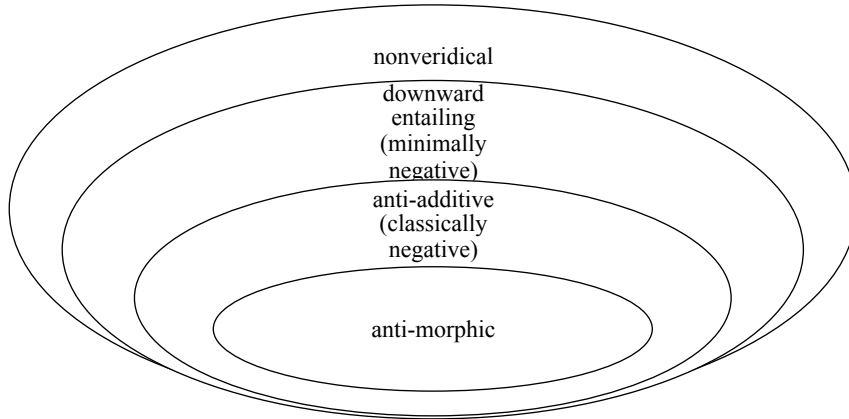 nonveridical
downward
entailing
(minimally
negative)
anti-additive
(classically
negative)
anti-morphic